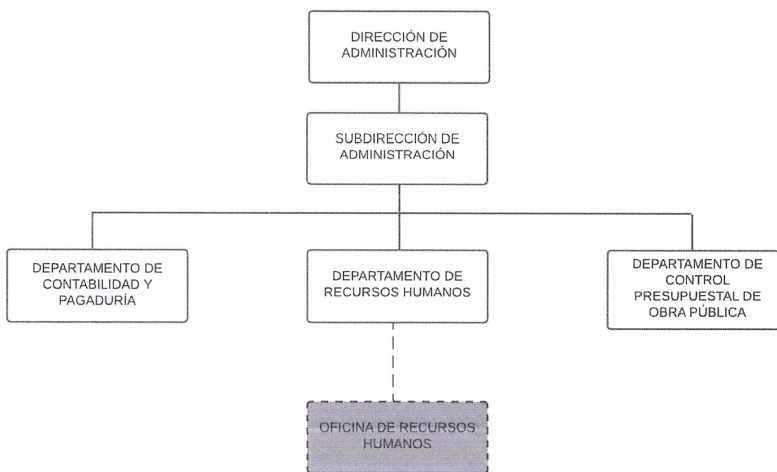 DIRECCIÓN DE
ADMINISTRACIÓN
SUBDIRECCIÓN DE
ADMINISTRACIÓN
DEPARTAMENTO DE
CONTABILIDAD Y
PAGADURÍA
DEPARTAMENTO DE
RECURSOS HUMANOS
DEPARTAMENTO DE
CONTROL
PRESUPUESTAL DE
OBRA PÚBLICA
OFICINA DE RECURSOS
HUMANOS